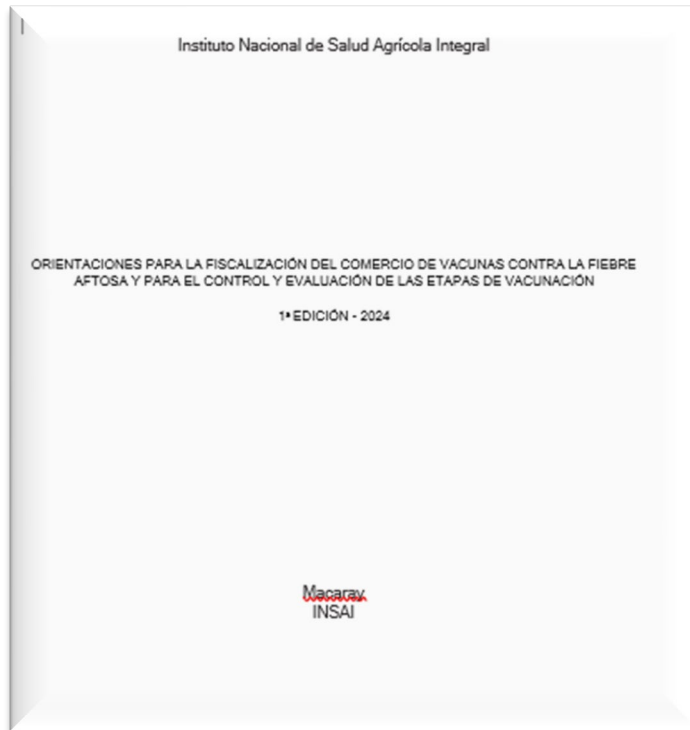 Instituto Nacional de Salud Agrícola Integral
ORIENTACIONES PARA LA FISCALIZACIÓN DEL COMERCIO DE VACUNAS CONTRA LA FIEBRE
AFTOSA Y PARA EL CONTROL Y EVALUACIÓN DE LAS ETAPAS DE VACUNACIÓN
1ª EDICIÓN - 2024
Macaray
INSAI